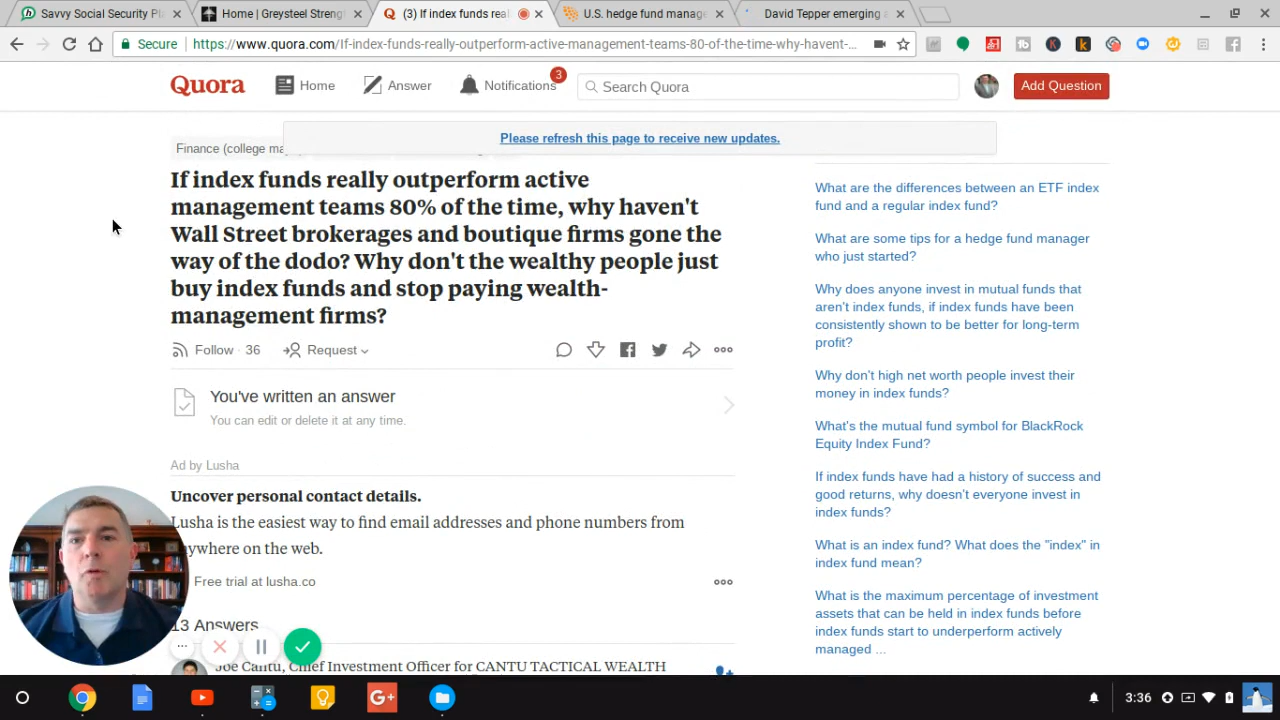 Savvy Social Security Pl
Home | Greysteel Streng
(3) If index funds real
U.S. hedge fund manag
David Tepper emerging
Secure
https://www.quora.com/If-index-funds-really-outperform-active-management-teams-80-of-the-time-why-haven-t-...
Quora
Home
Answer
Notifications
3
Search Quora
Add Question
Please refresh this page to receive new updates.
Finance (college ma
If index funds really outperform active
management teams 80% of the time, why haven't
Wall Street brokerages and boutique firms gone the
way of the dodo? Why don't the wealthy people just
buy index funds and stop paying wealth-
management firms?
Follow · 36
Request
You've written an answer
You can edit or delete it at any time.
Ad by Lusha
Uncover personal contact details.
Lusha is the easiest way to find email addresses and phone numbers from
ywhere on the web.
Free trial at lusha.co
13 Answers
Joe Cantu, Chief Investment Officer for CANTU TACTICAL WEALTH
What are the differences between an ETF index
fund and a regular index fund?
What are some tips for a hedge fund manager
who just started?
Why does anyone invest in mutual funds that
aren't index funds, if index funds have been
consistently shown to be better for long-term
profit?
Why don't high net worth people invest their
money in index funds?
What's the mutual fund symbol for BlackRock
Equity Index Fund?
If index funds have had a history of success and
good returns, why doesn't everyone invest in
index funds?
What is an index fund? What does the "index" in
index fund mean?
What is the maximum percentage of investment
assets that can be held in index funds before
index funds start to underperform actively
managed ...
G+
3:36